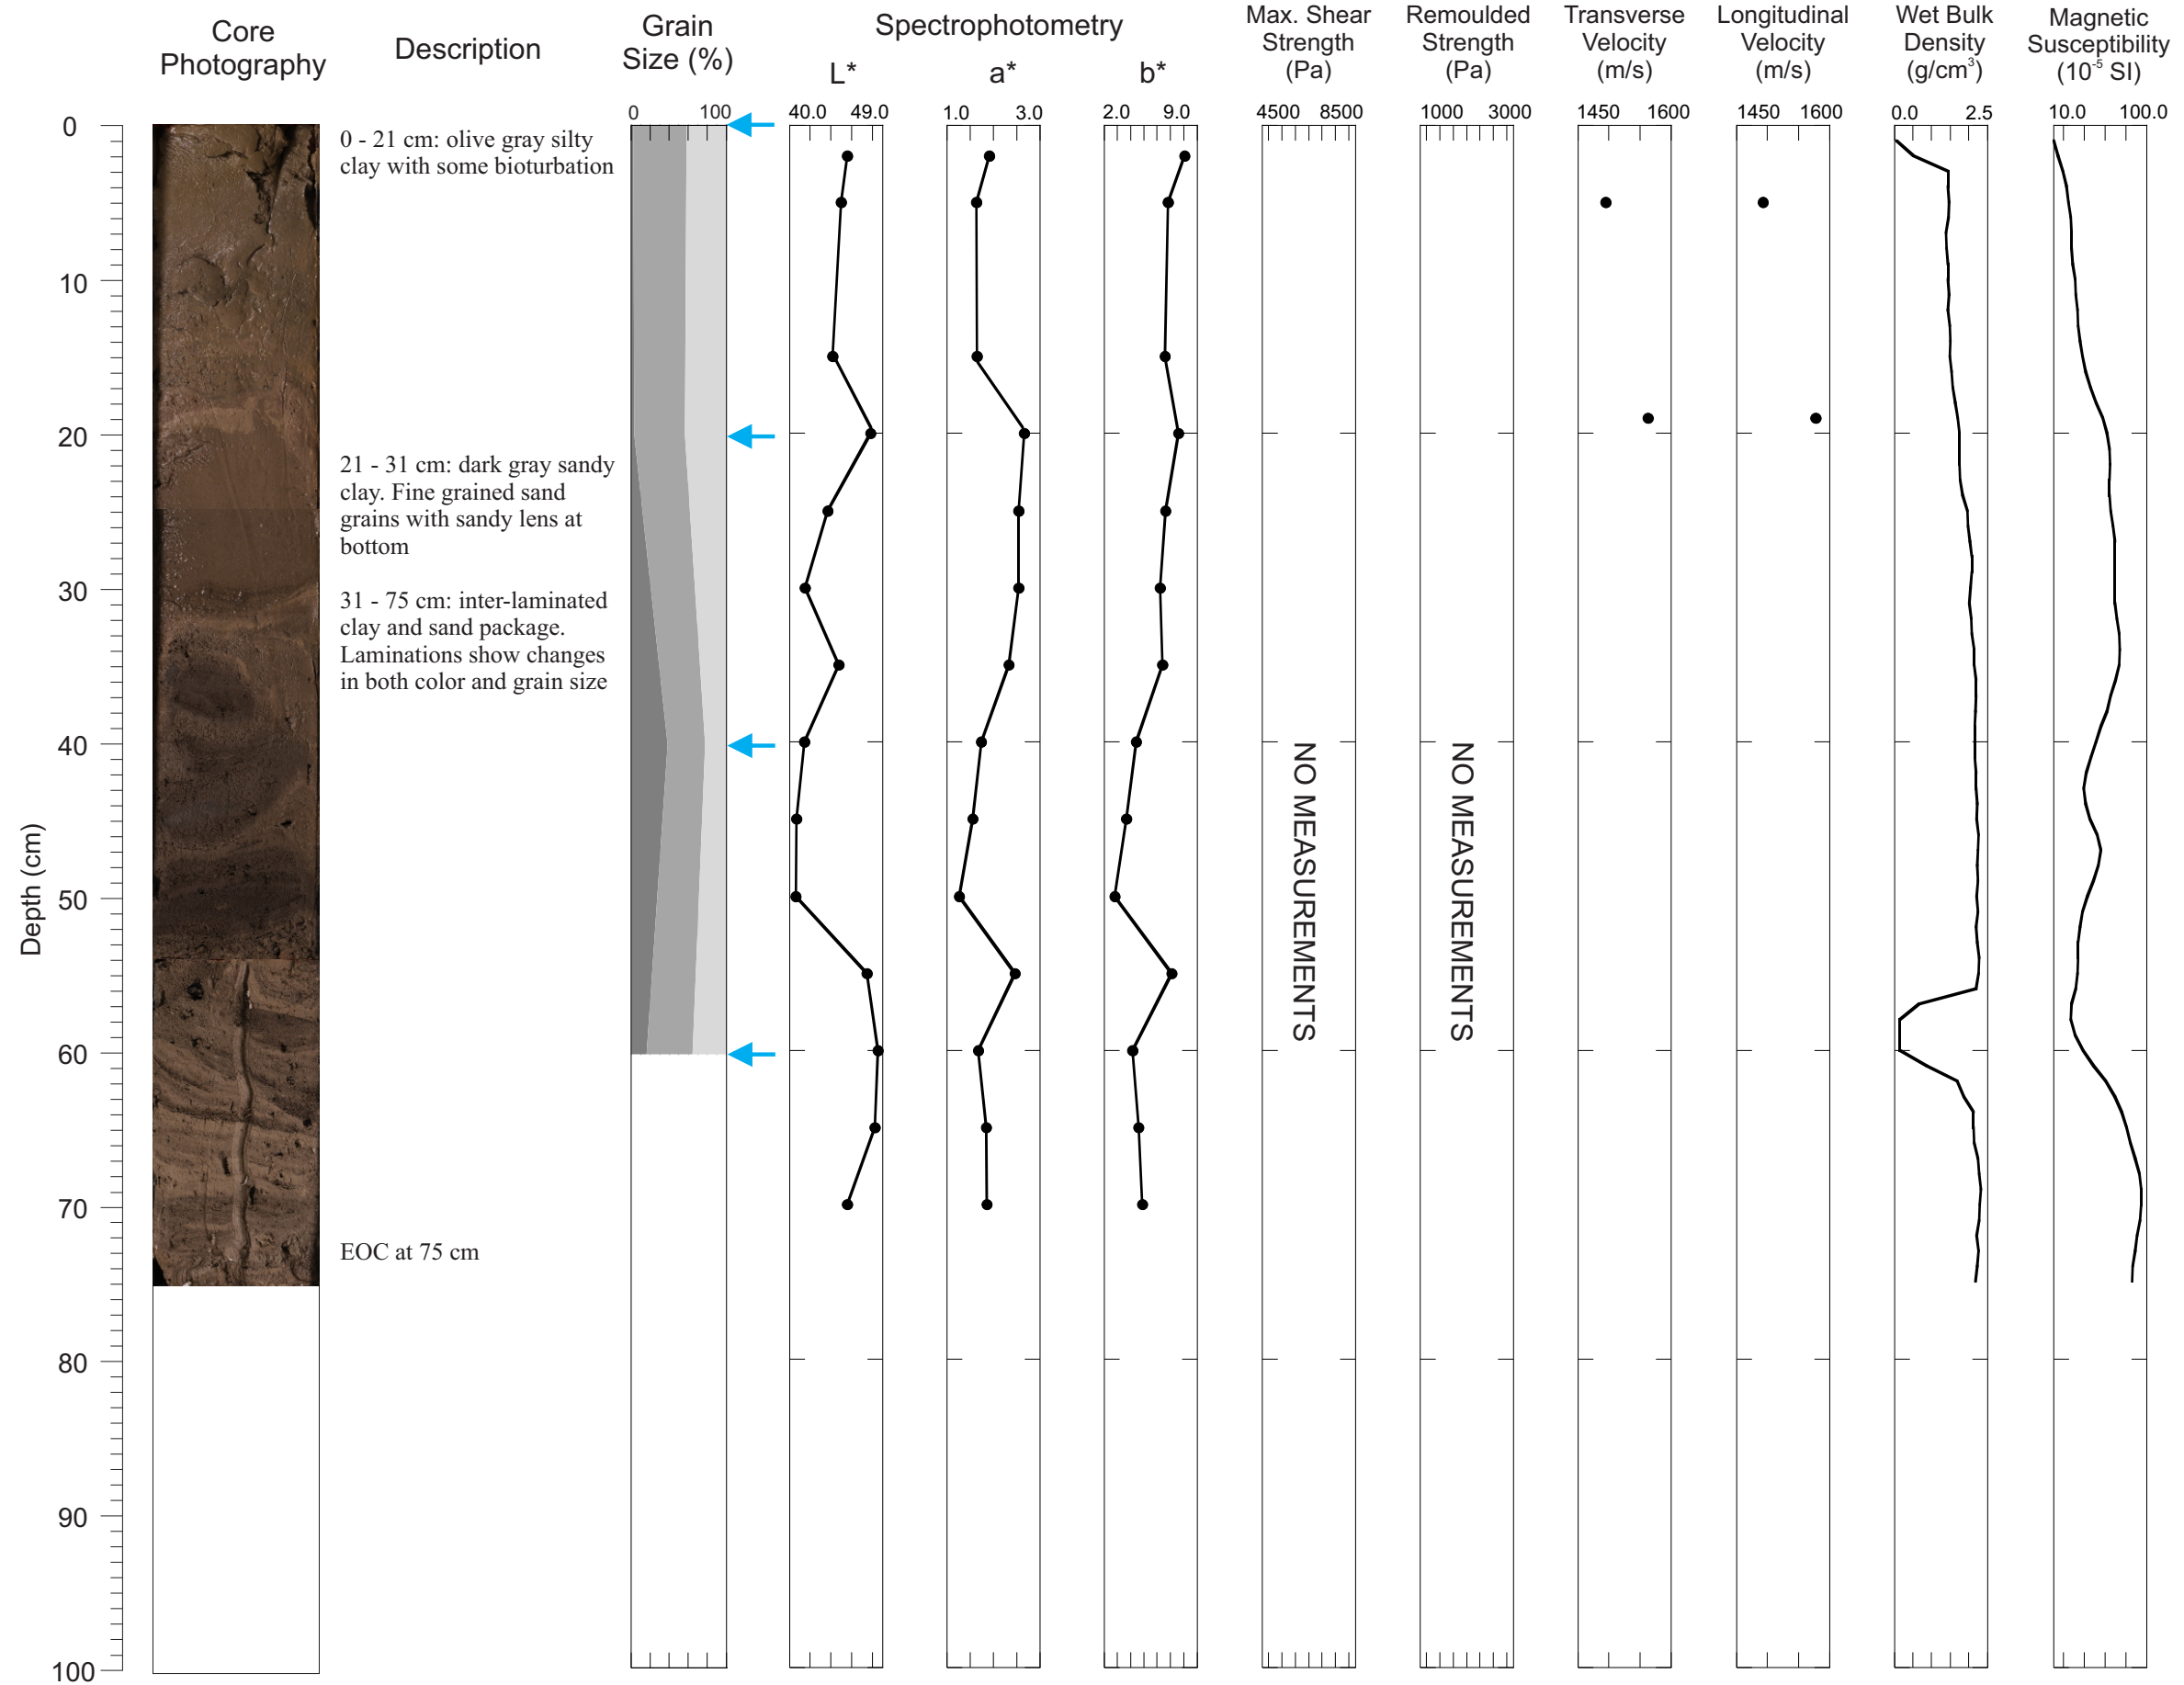 Core
Photography
Description
Grain
Size (%)
Spectrophotometry
L*
a*
b*
Max. Shear
Strength
(Pa)
Remoulded
Strength
(Pa)
Transverse
Velocity
(m/s)
Longitudinal
Velocity
(m/s)
Wet Bulk
Density
(g/cm³)
Magnetic
Susceptibility
(10⁻⁵ SI)
0 100
40.0 49.0
1.0 3.0
2.0 9.0
4500 8500
1000 3000
1450 1600
1450 1600
0.0 2.5
10.0 100.0
Depth (cm)
0
10
20
30
40
50
60
70
80
90
100
0 - 21 cm: olive gray silty
clay with some bioturbation
21 - 31 cm: dark gray sandy
clay. Fine grained sand
grains with sandy lens at
bottom
31 - 75 cm: inter-laminated
clay and sand package.
Laminations show changes
in both color and grain size
EOC at 75 cm
NO MEASUREMENTS
NO MEASUREMENTS